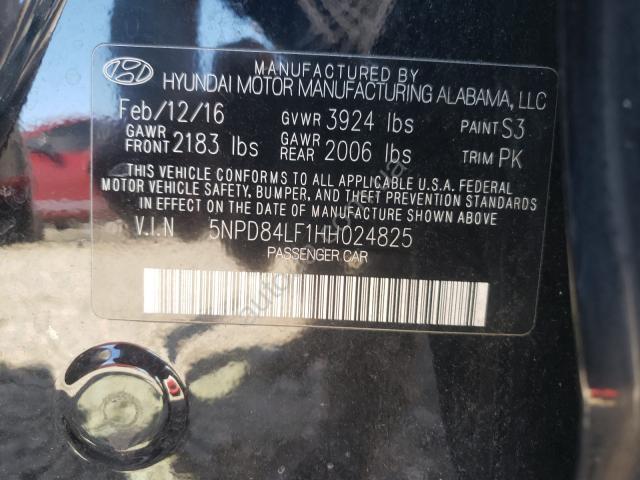 MANUFACTURED BY
HYUNDAI MOTOR MANUFACTURING ALABAMA, LLC
Feb/12/16 GVWR 3924 lbs PAINT S3
GAWR FRONT 2183 lbs GAWR REAR 2006 lbs TRIM PK
THIS VEHICLE CONFORMS TO ALL APPLICABLE U.S.A. FEDERAL
MOTOR VEHICLE SAFETY, BUMPER, AND THEFT PREVENTION STANDARDS
IN EFFECT ON THE DATE OF MANUFACTURE SHOWN ABOVE.
V.I.N 5NPD84LF1HH024825
PASSENGER CAR